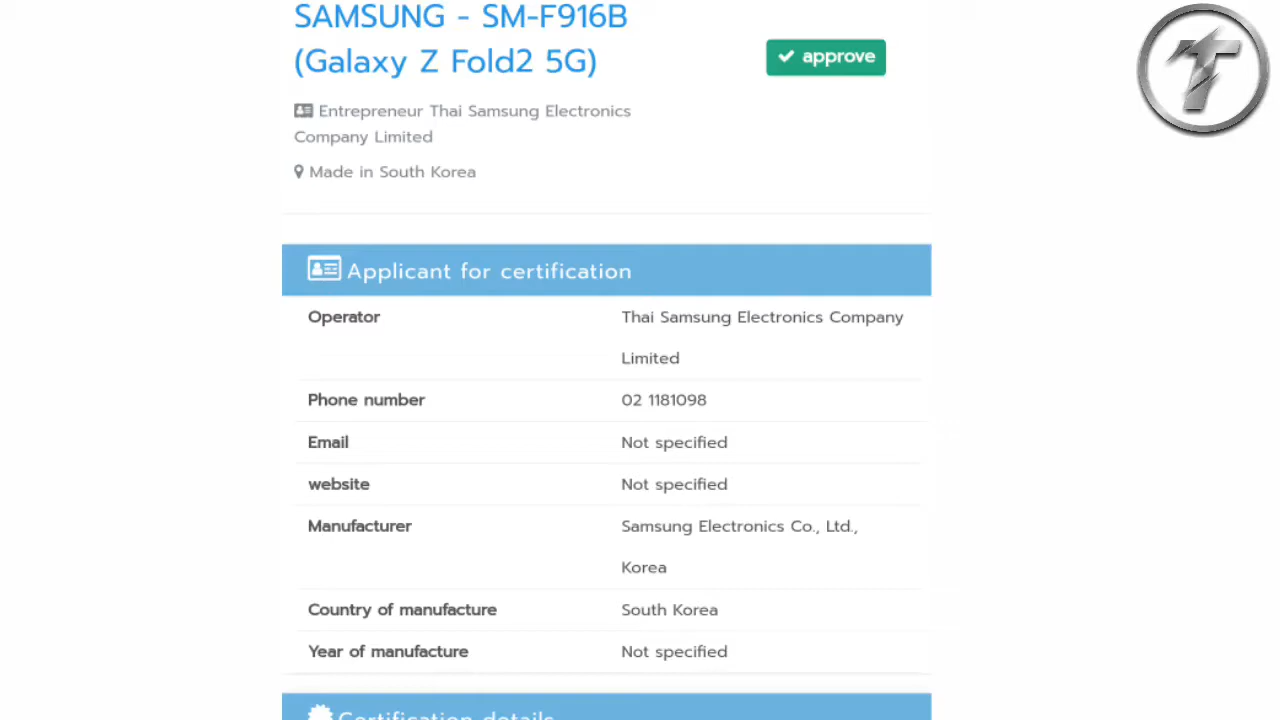 SAMSUNG - SM-F916B
(Galaxy Z Fold2 5G)
approve
Entrepreneur Thai Samsung Electronics
Company Limited
Made in South Korea
Applicant for certification
Operator Thai Samsung Electronics Company
Limited
Phone number 02 1181098
Email Not specified
website Not specified
Manufacturer Samsung Electronics Co., Ltd.,
Korea
Country of manufacture South Korea
Year of manufacture Not specified
Certification details